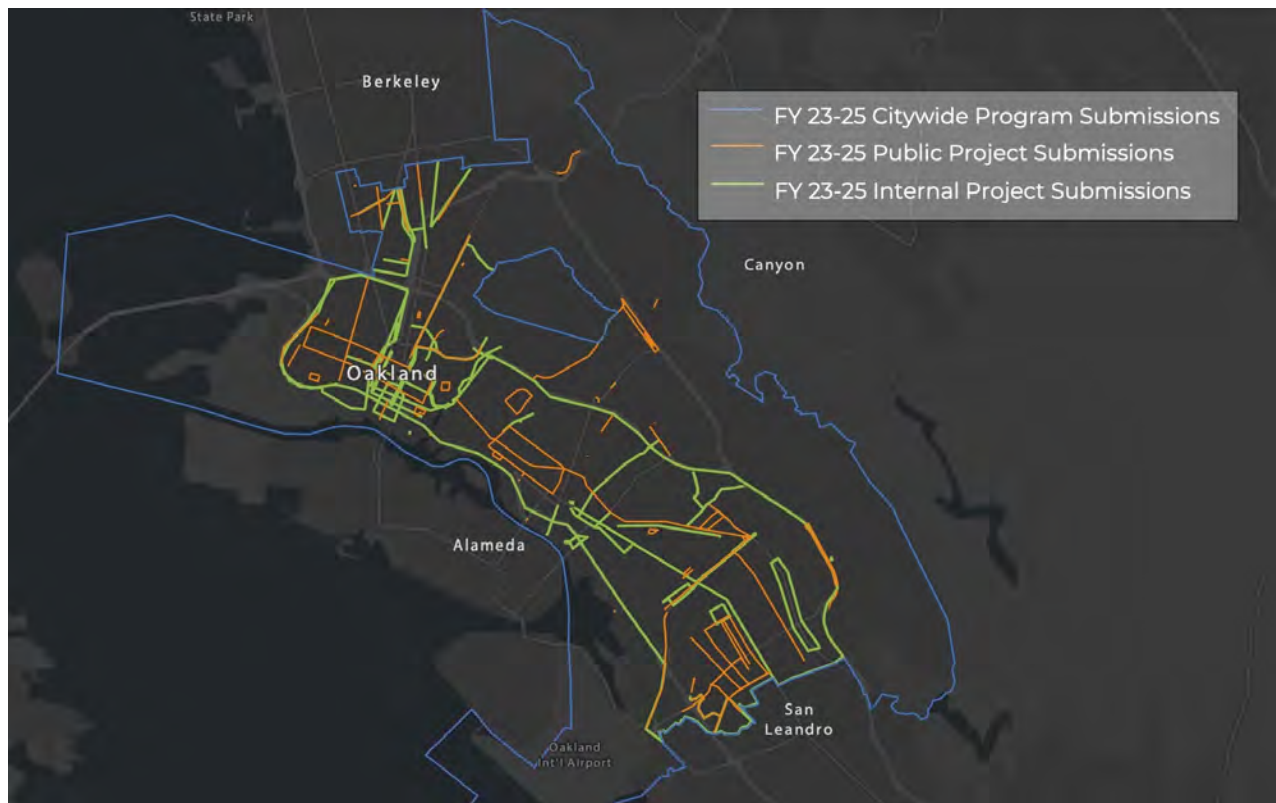 State Park
Berkeley
FY 23-25 Citywide Program Submissions
FY 23-25 Public Project Submissions
FY 23-25 Internal Project Submissions
Canyon
Oakland
Alameda
San
Leandro
Oakland
Int'l Airport